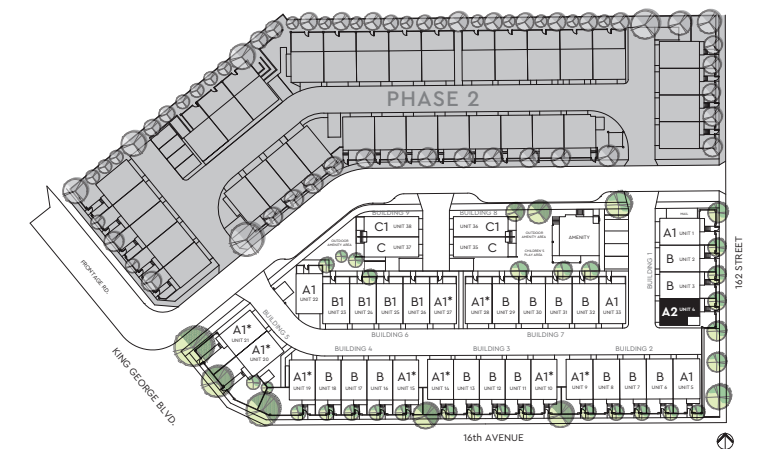 PHASE 2
BUILDING 9
C1 UNIT 38
C UNIT 37
BUILDING 8
UNIT 36 C1
UNIT 35 C
OUTDOOR
AMENITY AREA
OUTDOOR
AMENITY AREA
CHILDREN'S
PLAY AREA
AMENITY
MAIL
BUILDING 1
A1 UNIT 1
B UNIT 2
B UNIT 3
A2 UNIT 4
162 STREET
FRONTAGE RD.
KING GEORGE BLVD.
A1
UNIT 22
B1 B1 B1 B1 A1*
UNIT 23 UNIT 24 UNIT 25 UNIT 26 UNIT 27
BUILDING 6
A1* B B B B A1
UNIT 28 UNIT 29 UNIT 30 UNIT 31 UNIT 32 UNIT 33
BUILDING 7
BUILDING 5
A1*
UNIT 21
A1*
UNIT 20
BUILDING 4
A1* B B B A1*
UNIT 19 UNIT 18 UNIT 17 UNIT 16 UNIT 15
BUILDING 3
A1* B B B A1*
UNIT 14 UNIT 13 UNIT 12 UNIT 11 UNIT 10
BUILDING 2
A1* B B B A1
UNIT 9 UNIT 8 UNIT 7 UNIT 6 UNIT 5
16th AVENUE